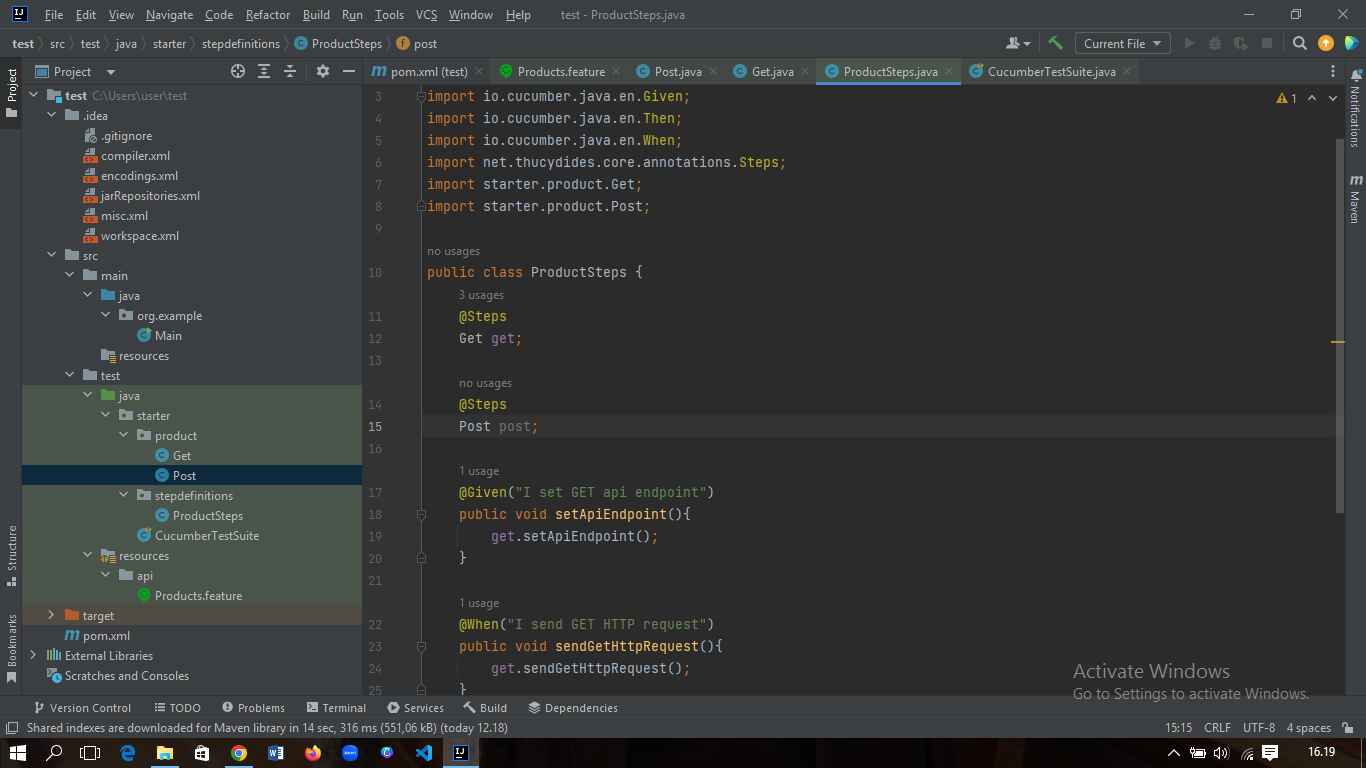 File Edit View Navigate Code Refactor Build Run Tools VCS Window Help test - ProductSteps.java
test src test java starter stepdefinitions ProductSteps post Current File
Project pom.xml (test) Products.feature Post.java Get.java ProductSteps.java CucumberTestSuite.java
Project
Structure
Bookmarks
test C:\Users\user\test
.idea
.gitignore
compiler.xml
encodings.xml
jarRepositories.xml
misc.xml
workspace.xml
src
main
java
org.example
Main
resources
test
java
starter
product
Get
Post
stepdefinitions
ProductSteps
CucumberTestSuite
resources
api
Products.feature
target
pom.xml
External Libraries
Scratches and Consoles
3 import io.cucumber.java.en.Given;
4 import io.cucumber.java.en.Then;
5 import io.cucumber.java.en.When;
6 import net.thucydides.core.annotations.Steps;
7 import starter.product.Get;
8 import starter.product.Post;
9
no usages
10 public class ProductSteps {
3 usages
11 @Steps
12 Get get;
13
no usages
14 @Steps
15 Post post;
16
1 usage
17 @Given("I set GET api endpoint")
18 public void setApiEndpoint(){
19 get.setApiEndpoint();
20 }
21
1 usage
22 @When("I send GET HTTP request")
23 public void sendGetHttpRequest(){
24 get.sendGetHttpRequest();
25 }
1
Notifications
Maven
Activate Windows
Go to Settings to activate Windows.
Version Control TODO Problems Terminal Services Build Dependencies
Shared indexes are downloaded for Maven library in 14 sec, 316 ms (551,06 kB) (today 12.18) 15:15 CRLF UTF-8 4 spaces
16.19